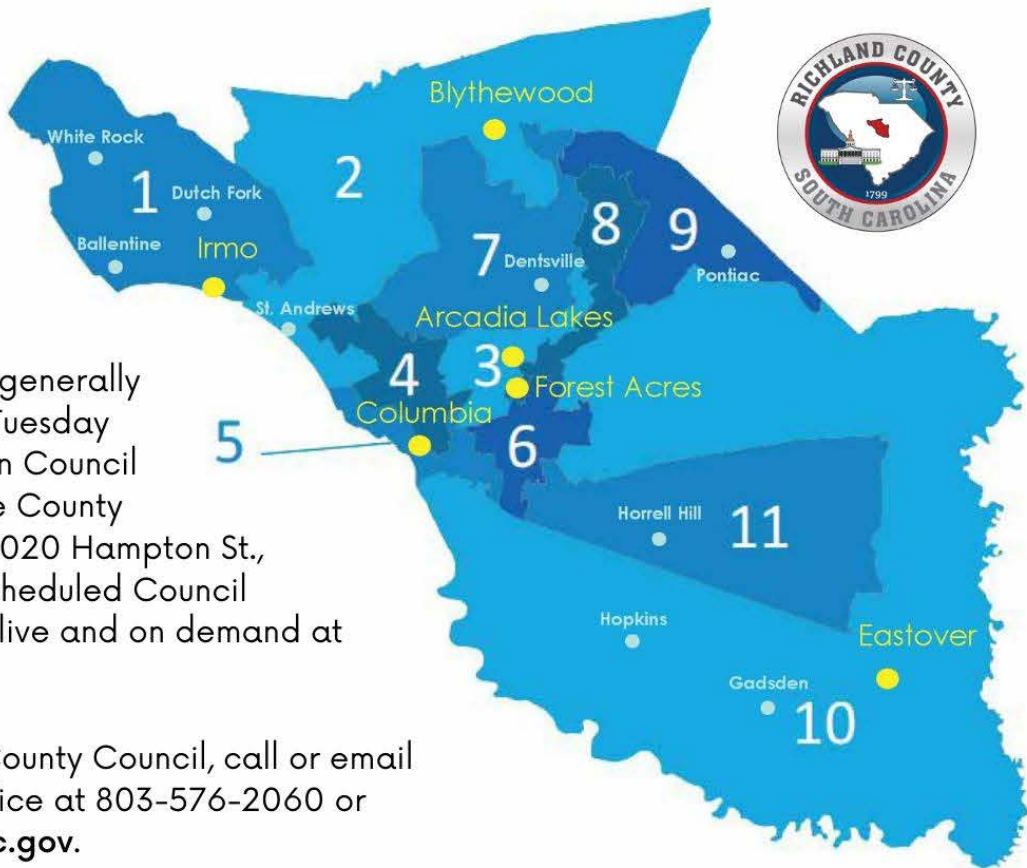 Blythewood
RICHLAND COUNTY
SOUTH CAROLINA
1799
White Rock
1
Dutch Fork
2
Ballentine
Irmo
8
9
7
Dentsville
Pontiac
St. Andrews
Arcadia Lakes
4
3
Forest Acres
Columbia
5
6
generally
Tuesday
n Council
e County
020 Hampton St.,
heduled Council
live and on demand at
Horrell Hill
11
Hopkins
Eastover
Gadsden
10
ounty Council, call or email
ice at 803-576-2060 or
c.gov.